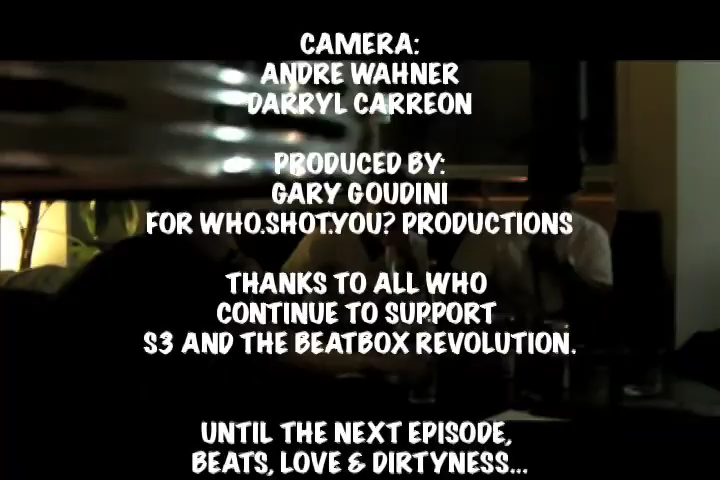 CAMERA:
ANDRE WAHNER
DARRYL CARREON
PRODUCED BY:
GARY GOUDINI
FOR WHO.SHOT.YOU? PRODUCTIONS
THANKS TO ALL WHO
CONTINUE TO SUPPORT
S3 AND THE BEATBOX REVOLUTION.
UNTIL THE NEXT EPISODE,
BEATS, LOVE & DIRTYNESS...